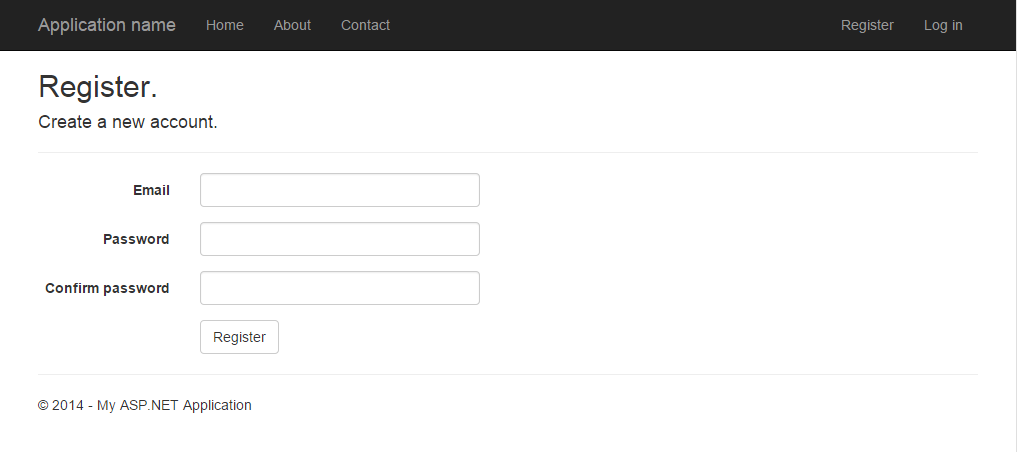 Application name Home About Contact Register Log in
Register.
Create a new account.
Email
Password
Confirm password
Register
© 2014 - My ASP.NET Application